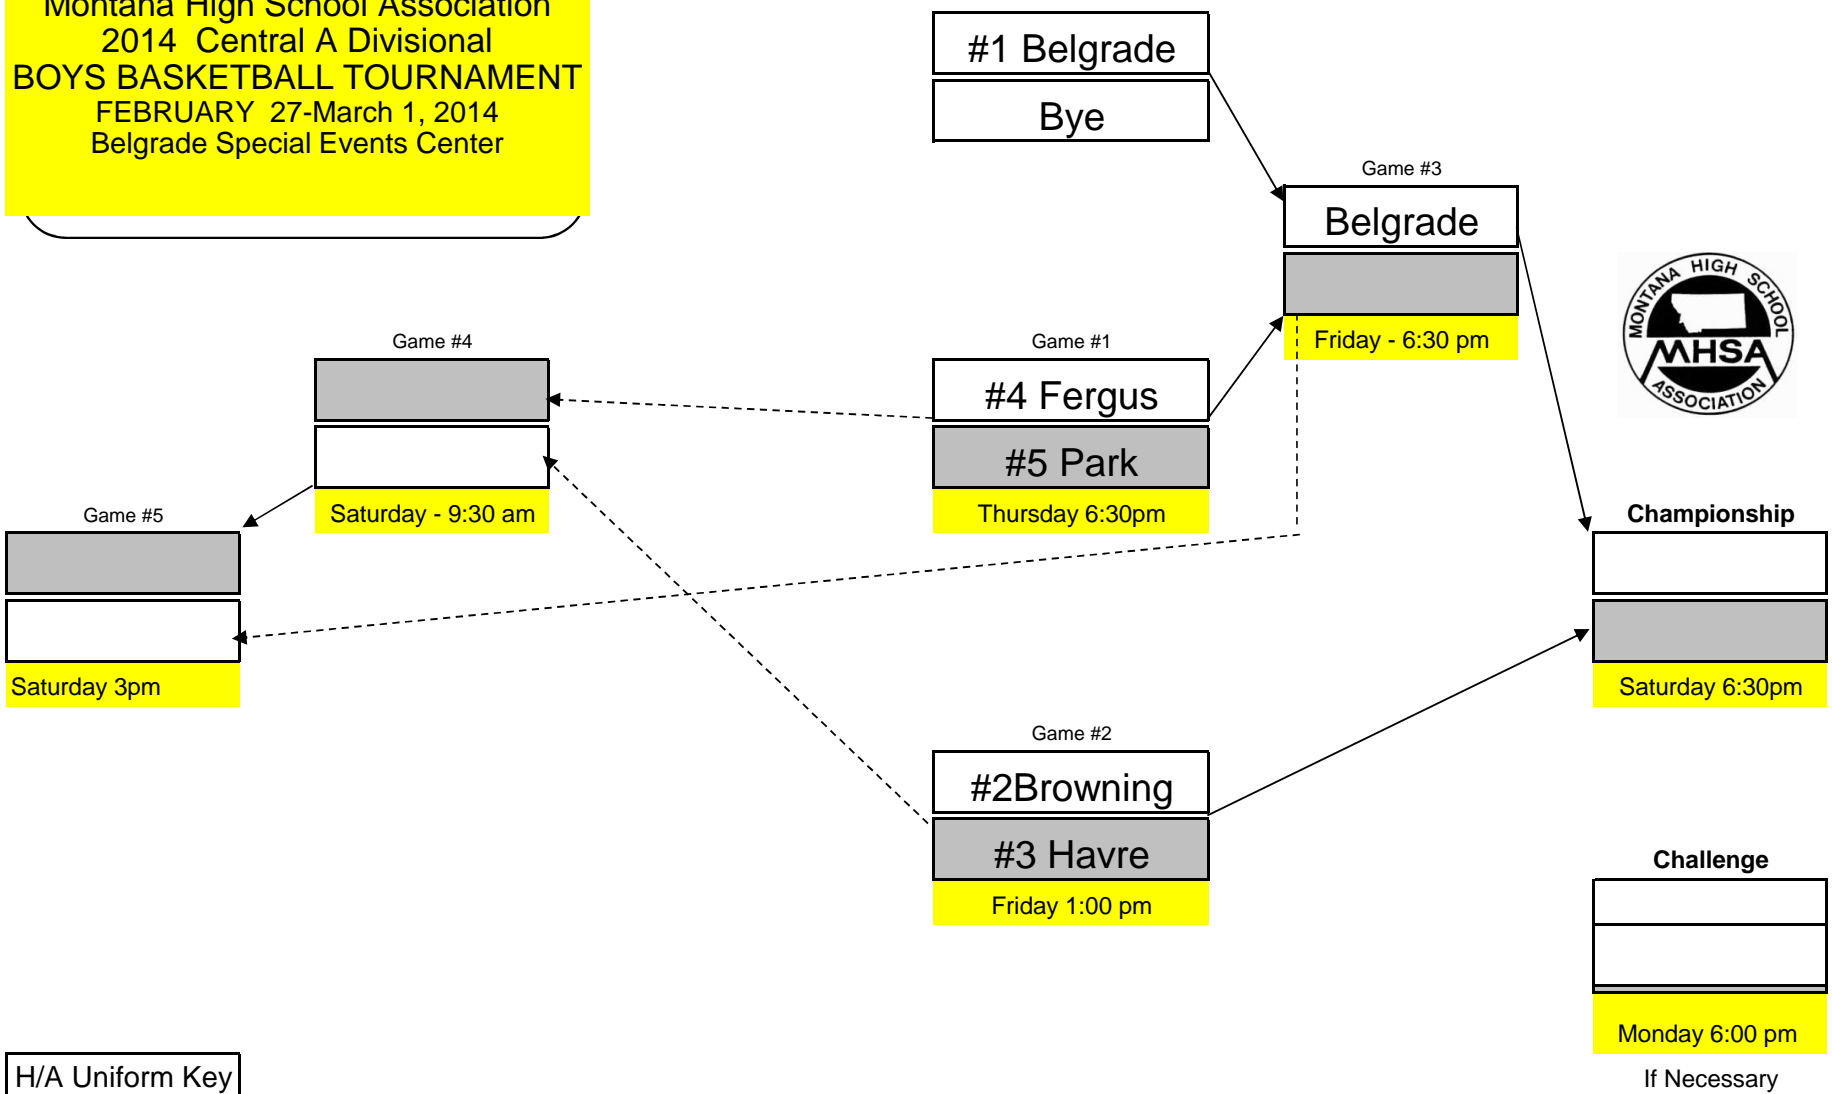 Montana High School Association
2014 Central A Divisional
BOYS BASKETBALL TOURNAMENT
FEBRUARY 27-March 1, 2014
Belgrade Special Events Center
#1 Belgrade
Bye
Game #3
Belgrade
Friday - 6:30 pm
MONTANA HIGH SCHOOL
MHSA
ASSOCIATION
Game #4
Saturday - 9:30 am
Game #1
#4 Fergus
#5 Park
Thursday 6:30pm
Game #5
Saturday 3pm
Championship
Saturday 6:30pm
Game #2
#2Browning
#3 Havre
Friday 1:00 pm
Challenge
Monday 6:00 pm
If Necessary
H/A Uniform Key